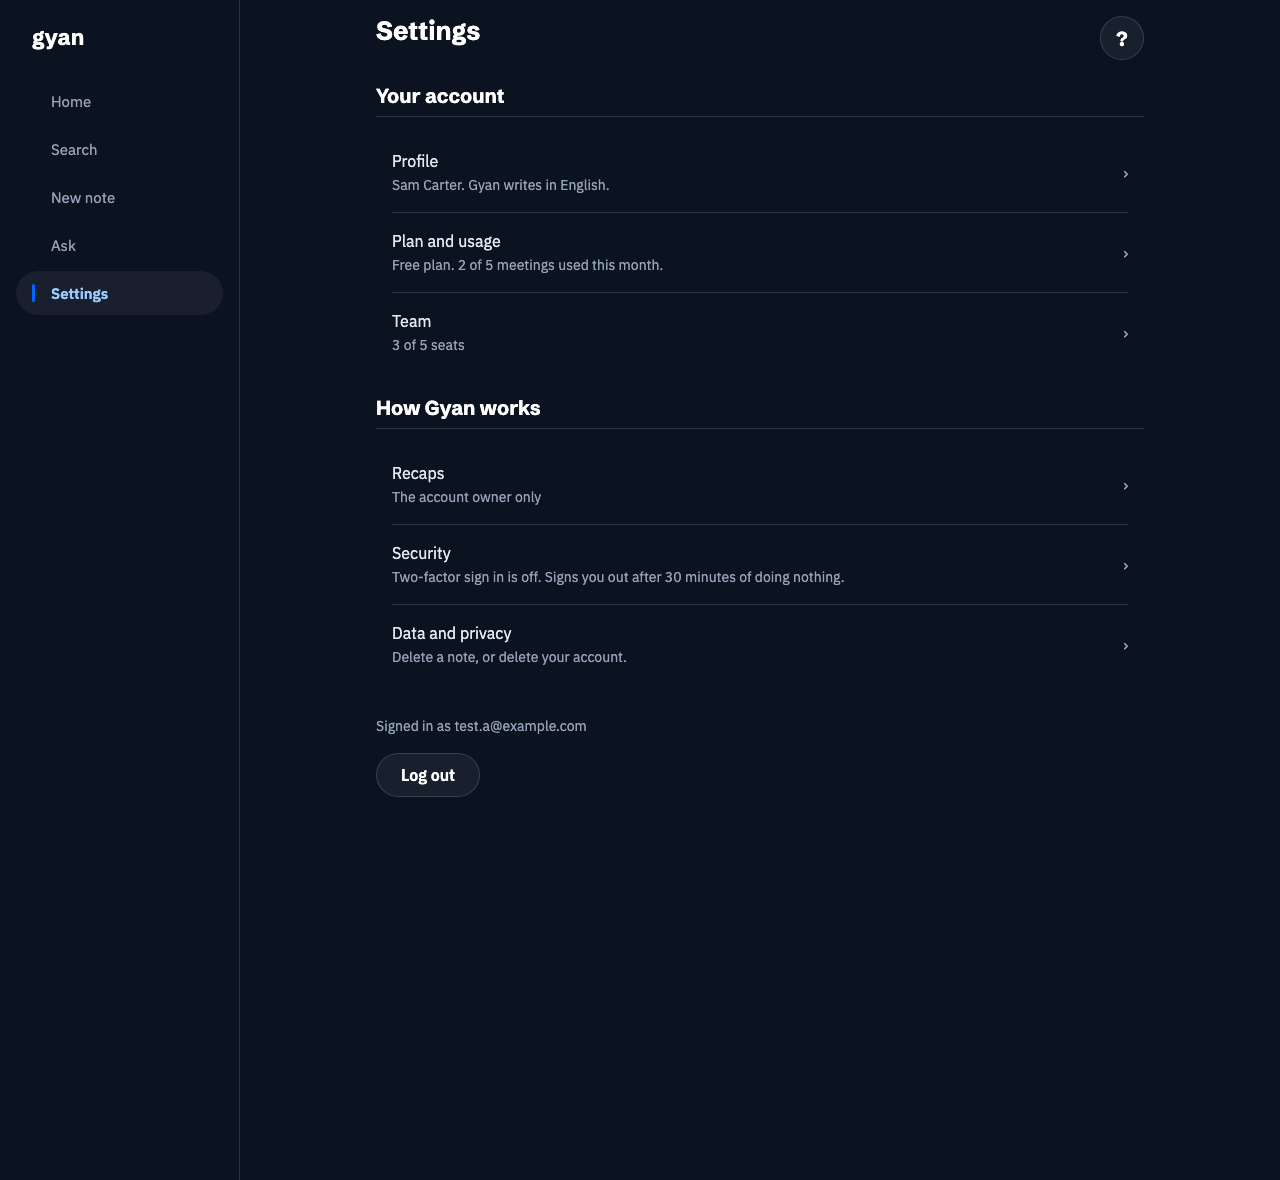 gyan
Home
Search
New note
Ask
Settings
Settings
?
Your account
Profile
Sam Carter. Gyan writes in English.
Plan and usage
Free plan. 2 of 5 meetings used this month.
Team
3 of 5 seats
How Gyan works
Recaps
The account owner only
Security
Two-factor sign in is off. Signs you out after 30 minutes of doing nothing.
Data and privacy
Delete a note, or delete your account.
Signed in as test.a@example.com
Log out